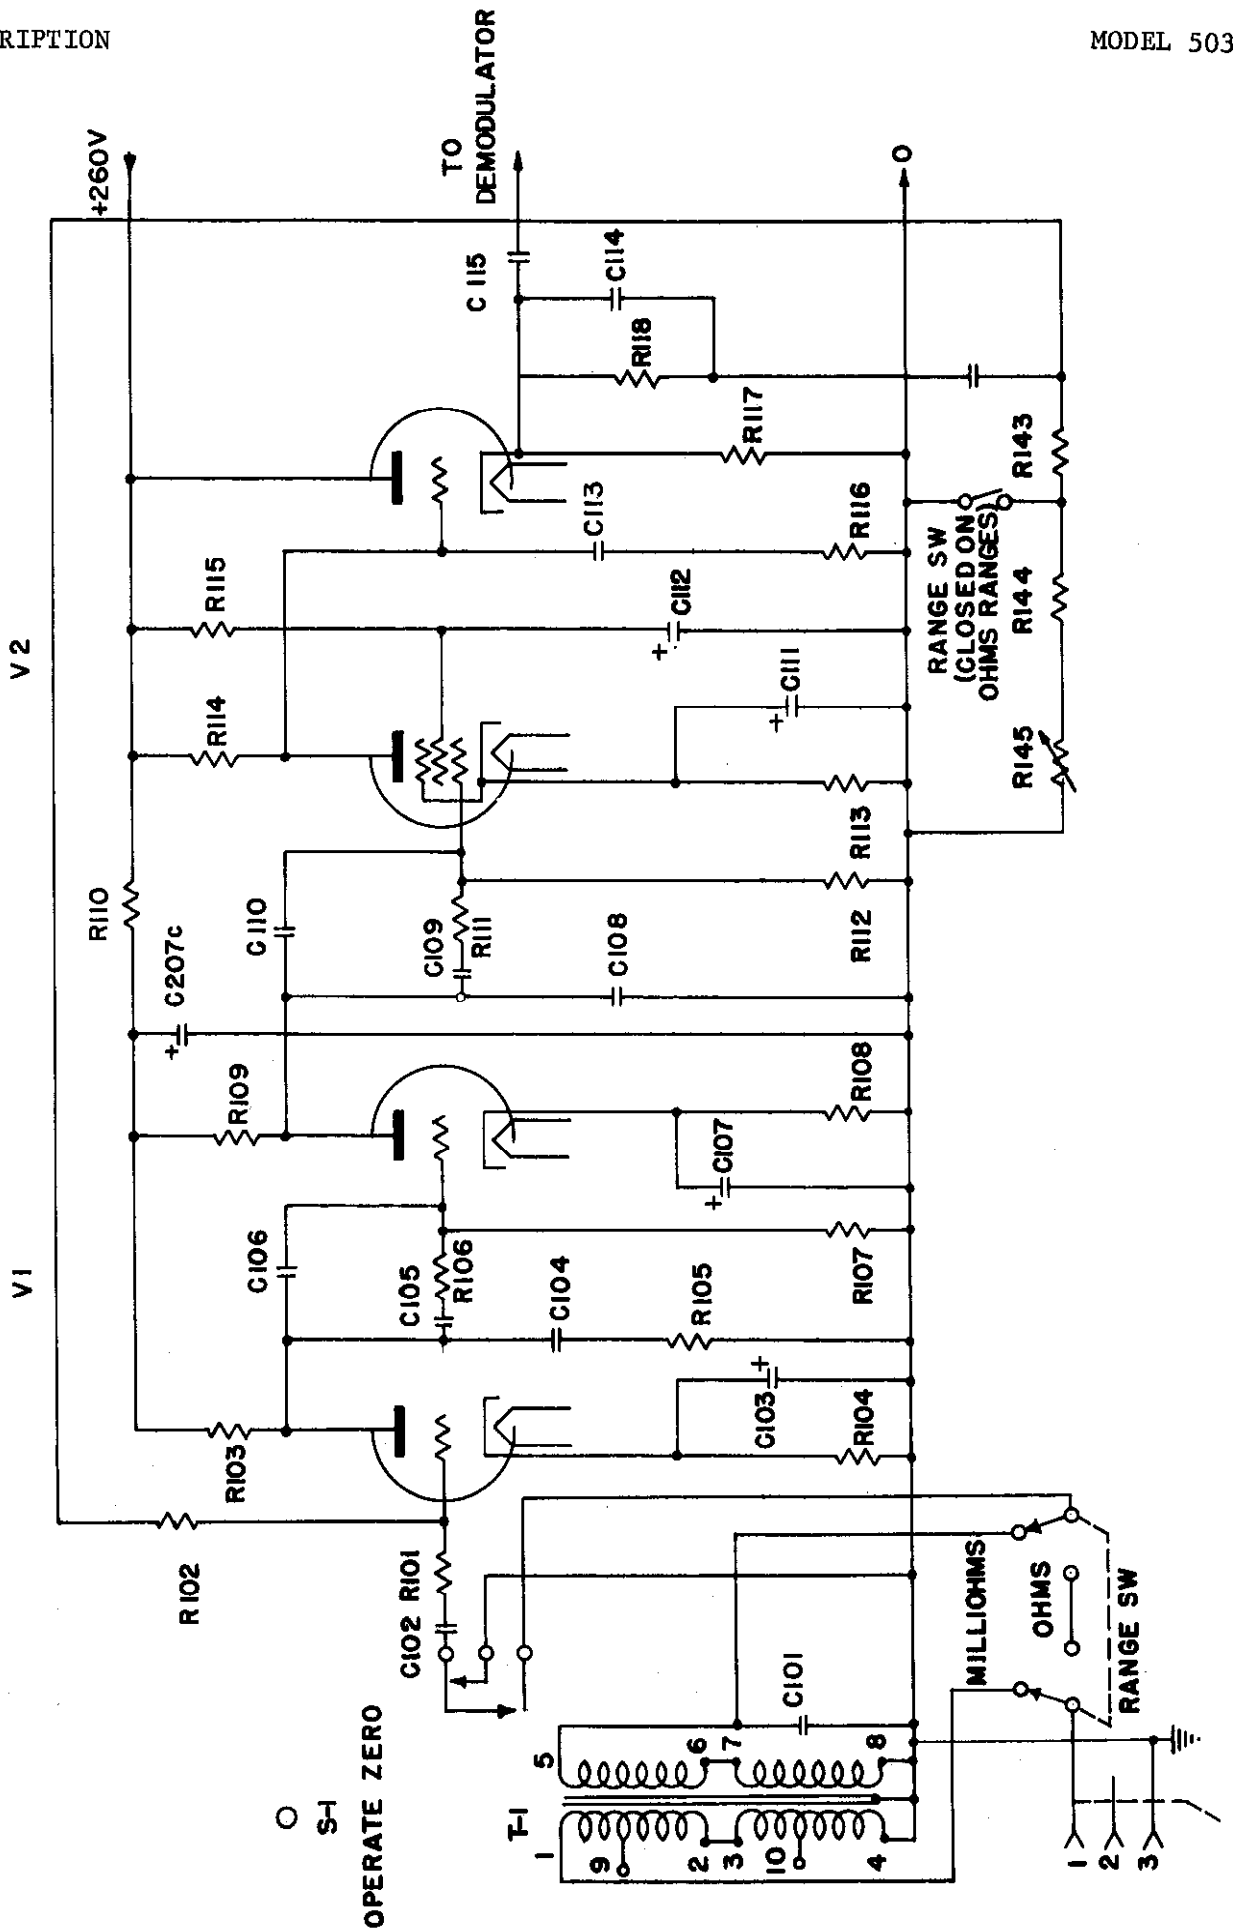 RIPTION
MODEL 503
V1
V2
+260V
TO
DEMODULATOR
O
R110
C207c
+
R115
R114
R109
R103
R102
C110
C106
C115
C114
R118
R117
C113
R116
C112
+
C111
+
R113
R112
C109
R111
C108
R108
C107
+
R107
C105
R106
C104
R105
C103
+
R104
C102 R101
RANGE SW
(CLOSED ON
OHMS RANGES)
R143
R144
R145
MILLIOHMS
OHMS
RANGE SW
C101
S-1
OPERATE ZERO
T-1
1
9
2
3
10
4
5
6
7
8
1
2
3